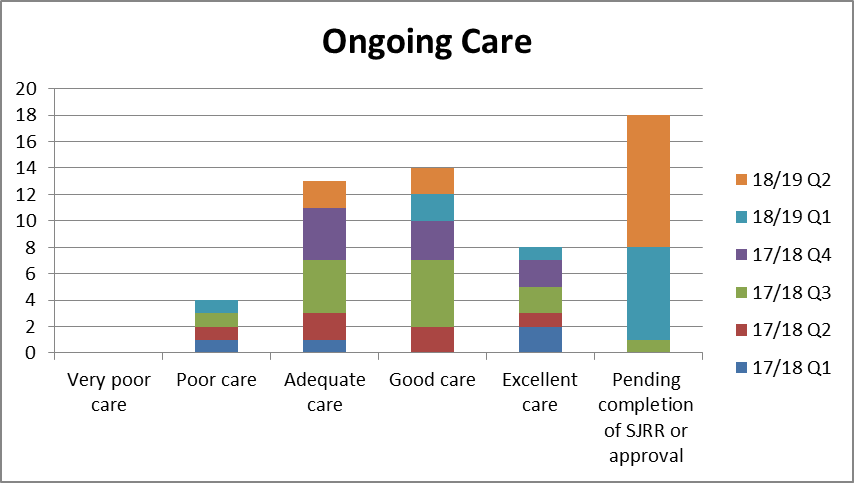 Ongoing Care
20
18
16
14
12
10
8
6
4
2
0
Very poor
care
Poor care
Adequate
care
Good care
Excellent
care
Pending
completion
of SJRR or
approval
18/19 Q2
18/19 Q1
17/18 Q4
17/18 Q3
17/18 Q2
17/18 Q1